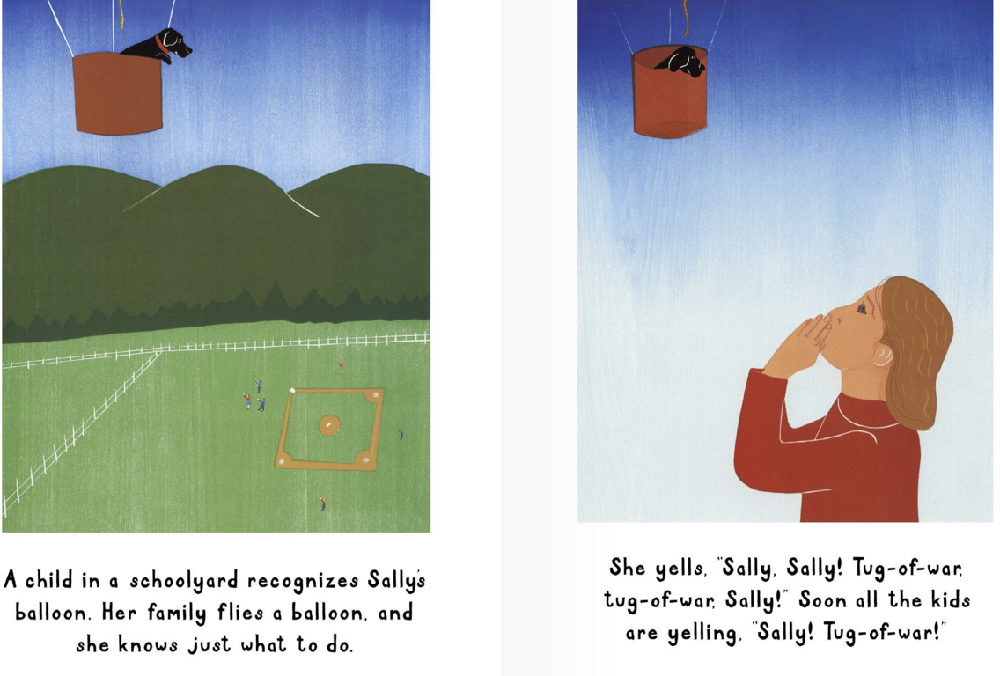 A child in a schoolyard recognizes Sally's
balloon. Her family flies a balloon, and
she knows just what to do.
She yells, "Sally, Sally! Tug-of-war,
tug-of-war, Sally!" Soon all the kids
are yelling, "Sally! Tug-of-war!"